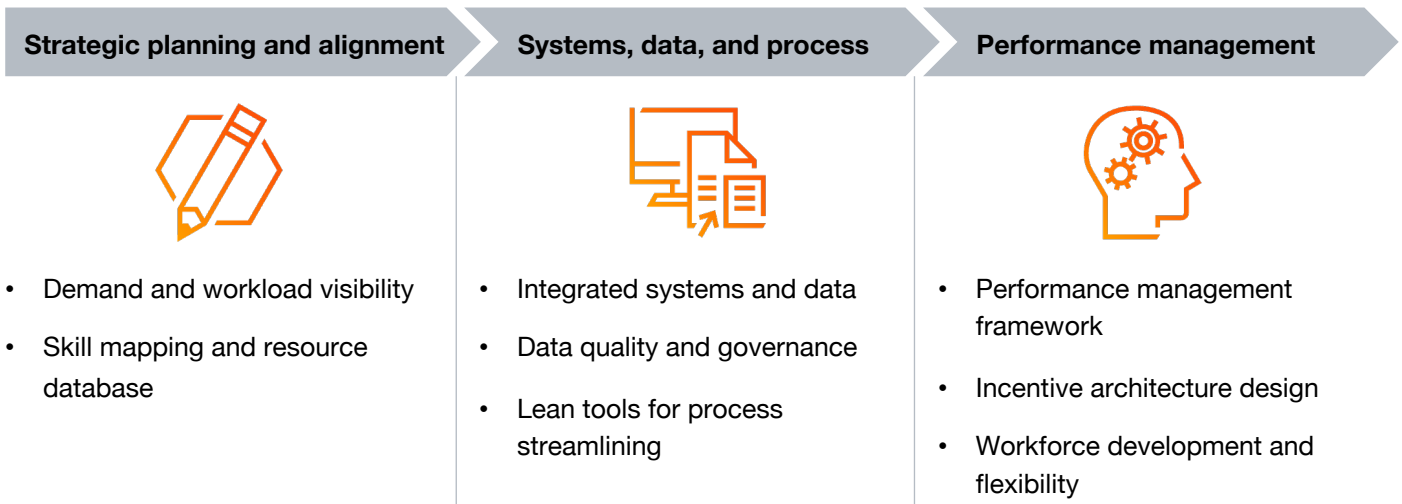 Strategic planning and alignment
Systems, data, and process
Performance management
• Demand and workload visibility
• Skill mapping and resource
database
• Integrated systems and data
• Data quality and governance
• Lean tools for process
streamlining
• Performance management
framework
• Incentive architecture design
• Workforce development and
flexibility